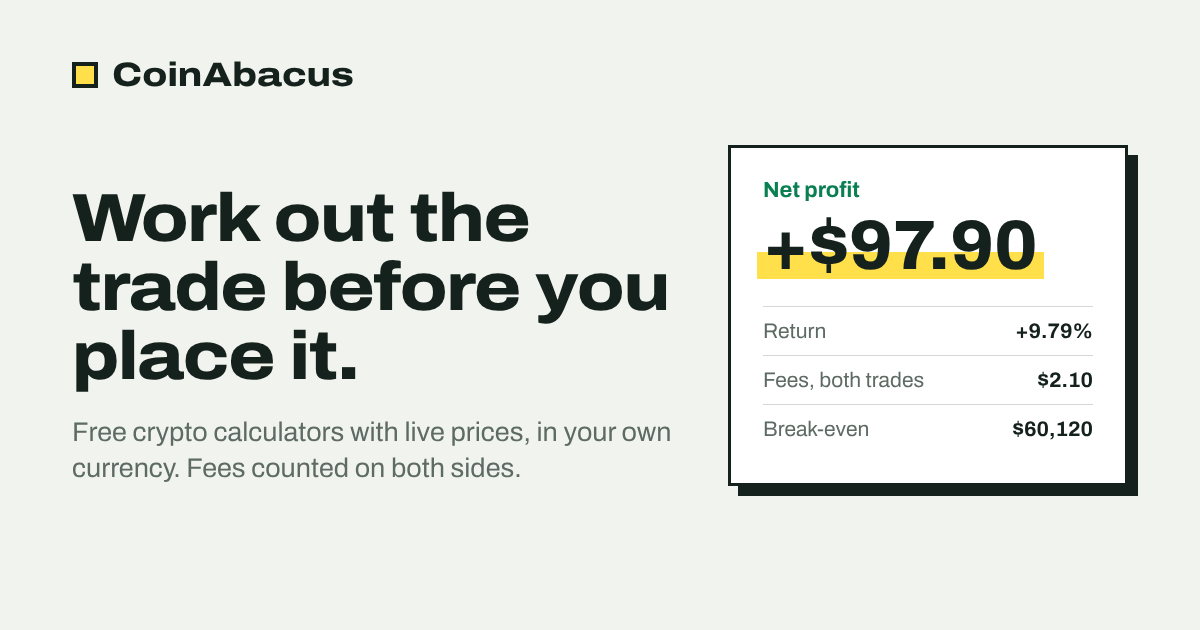 CoinAbacus
Work out the
trade before you
place it.
Free crypto calculators with live prices, in your own
currency. Fees counted on both sides.
Net profit
+$97.90
Return +9.79%
Fees, both trades $2.10
Break-even $60,120